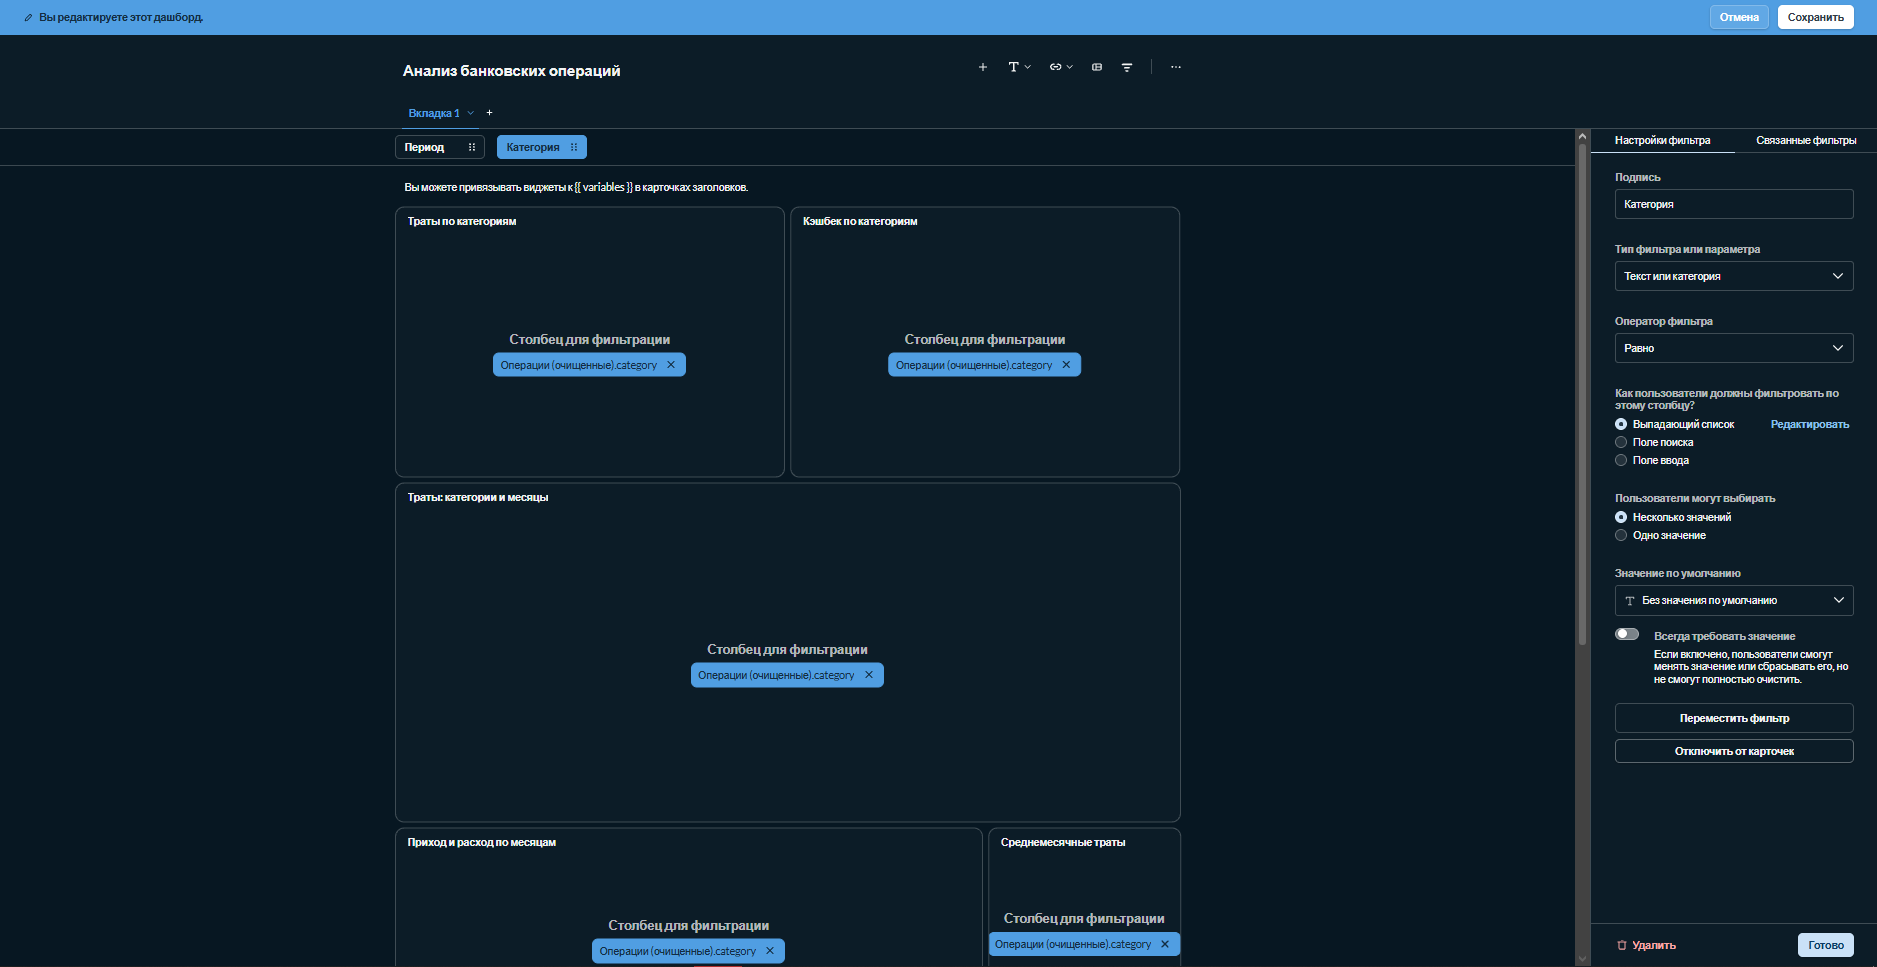 Вы редактируете этот дашборд.
Отмена
Сохранить
Анализ банковских операций
Вкладка 1
Период
Категория
Вы можете привязывать виджеты к {{ variables }} в карточках заголовков.
Траты по категориям
Столбец для фильтрации
Операции (очищенные).category
Кэшбек по категориям
Столбец для фильтрации
Операции (очищенные).category
Траты: категории и месяцы
Столбец для фильтрации
Операции (очищенные).category
Приход и расход по месяцам
Столбец для фильтрации
Операции (очищенные).category
Среднемесячные траты
Столбец для фильтрации
Операции (очищенные).category
Настройки фильтра
Связанные фильтры
Подпись
Категория
Тип фильтра или параметра
Текст или категория
Оператор фильтра
Равно
Как пользователи должны фильтровать по
этому столбцу?
Выпадающий список
Редактировать
Поле поиска
Поле ввода
Пользователи могут выбирать
Несколько значений
Одно значение
Значение по умолчанию
Без значения по умолчанию
Всегда требовать значение
Если включено, пользователи смогут
менять значение или сбрасывать его, но
не смогут полностью очистить.
Переместить фильтр
Отключить от карточек
Удалить
Готово